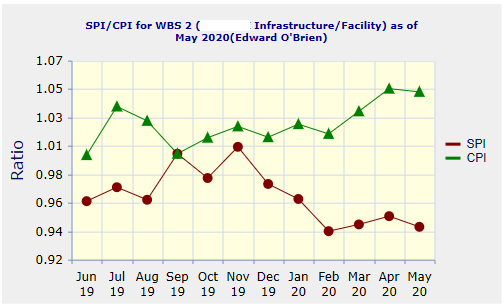 SPI/CPI for WBS 2 ( Infrastructure/Facility) as of
May 2020(Edward O'Brien)
1.07
1.05
1.03
1.01
0.98
0.96
0.94
0.92
Ratio
Jun Jul Aug Sep Oct Nov Dec Jan Feb Mar Apr May
19 19 19 19 19 19 19 20 20 20 20 20
SPI
CPI